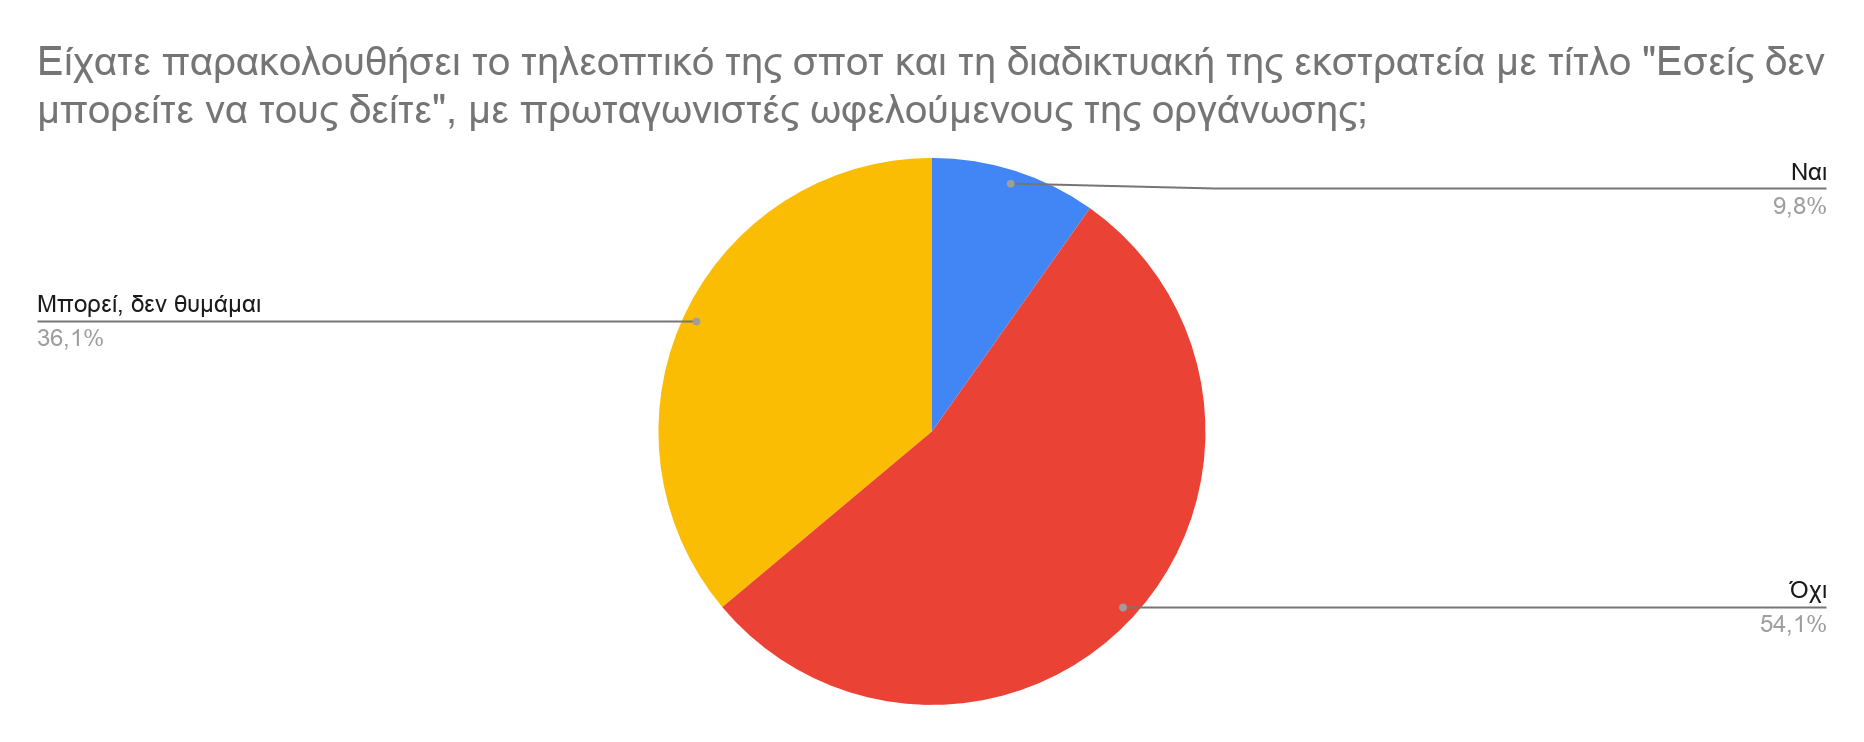 Είχατε παρακολουθήσει το τηλεοπτικό της σποτ και τη διαδικτυακή της εκστρατεία με τίτλο "Εσείς δεν
μπορείτε να τους δείτε", με πρωταγωνιστές ωφελούμενους της οργάνωσης;
Ναι
9,8%
Μπορεί, δεν θυμάμαι
36,1%
Όχι
54,1%